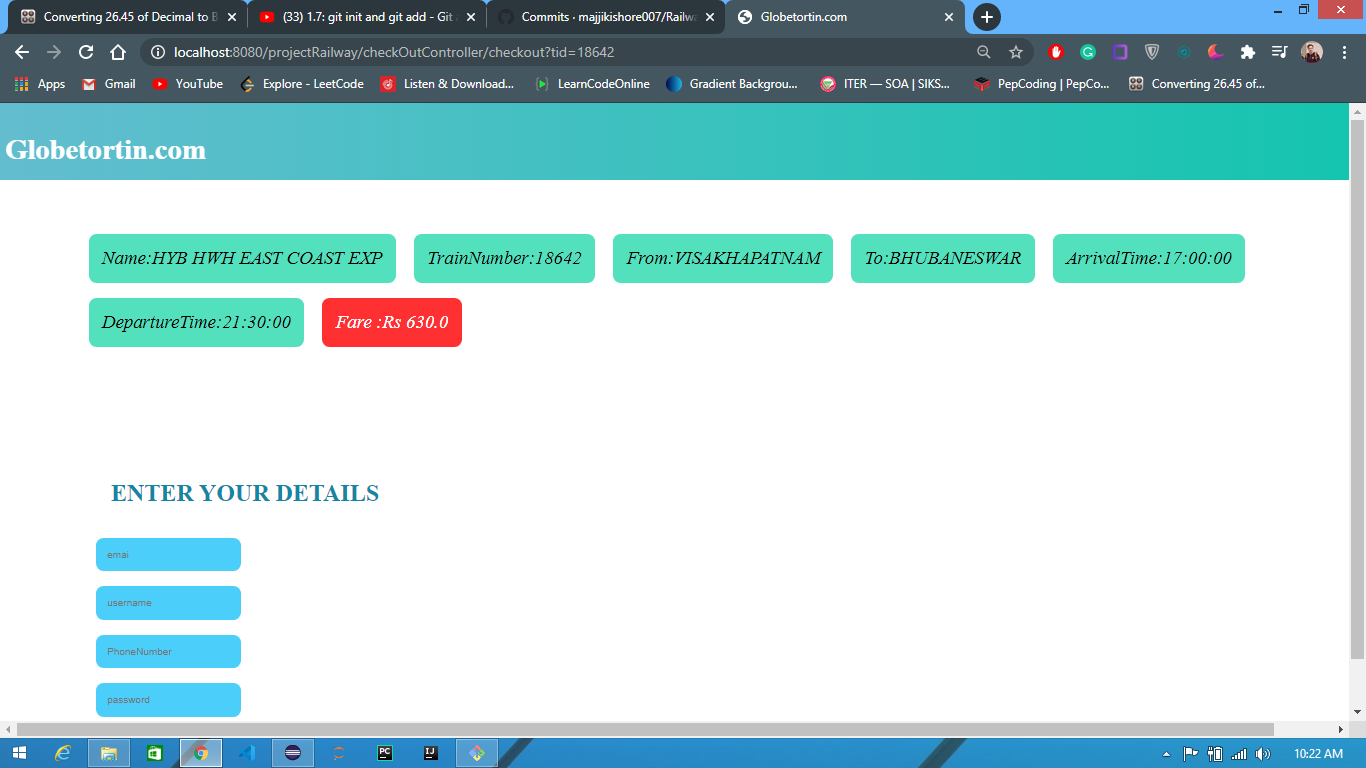 Converting 26.45 of Decimal to B
(33) 1.7: git init and git add - Git
Commits · majjikishore007/Railw
Globetortin.com
localhost:8080/projectRailway/checkOutController/checkout?tid=18642
Apps
Gmail
YouTube
Explore - LeetCode
Listen & Download...
LearnCodeOnline
Gradient Backgrou...
ITER — SOA | SIKS...
PepCoding | PepCo...
Converting 26.45 of...
Globetortin.com
Name:HYB HWH EAST COAST EXP
TrainNumber:18642
From:VISAKHAPATNAM
To:BHUBANESWAR
ArrivalTime:17:00:00
DepartureTime:21:30:00
Fare :Rs 630.0
ENTER YOUR DETAILS
emai
username
PhoneNumber
password
PC
IJ
10:22 AM